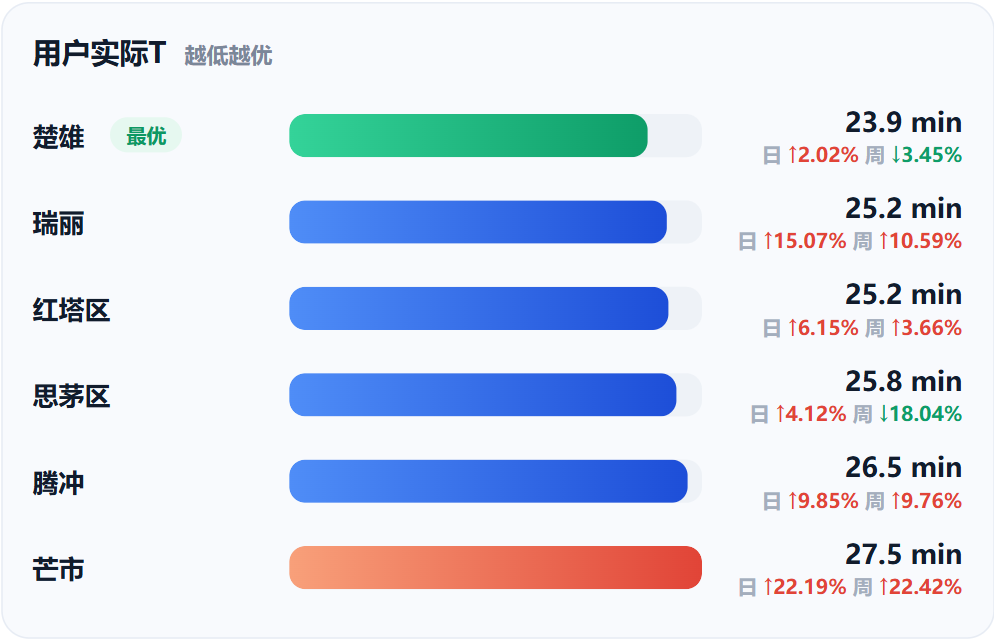 用户实际T 越低越优
楚雄 最优 23.9 min
日 ↑2.02% 周 ↓3.45%
瑞丽 25.2 min
日 ↑15.07% 周 ↑10.59%
红塔区 25.2 min
日 ↑6.15% 周 ↑3.66%
思茅区 25.8 min
日 ↑4.12% 周 ↓18.04%
腾冲 26.5 min
日 ↑9.85% 周 ↑9.76%
芒市 27.5 min
日 ↑22.19% 周 ↑22.42%